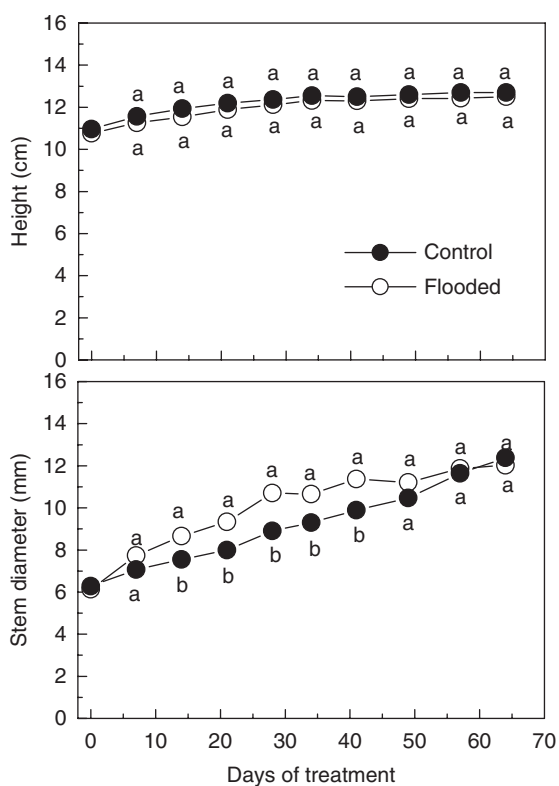 16
14
12
10
8
6
4
2
0
Height (cm)
a a a a a a a a a
a a a a a a a a a
Control
Flooded
16
14
12
10
8
6
4
2
0
Stem diameter (mm)
a a a a a a a a a
a b b b b b a a a
0 10 20 30 40 50 60 70
Days of treatment